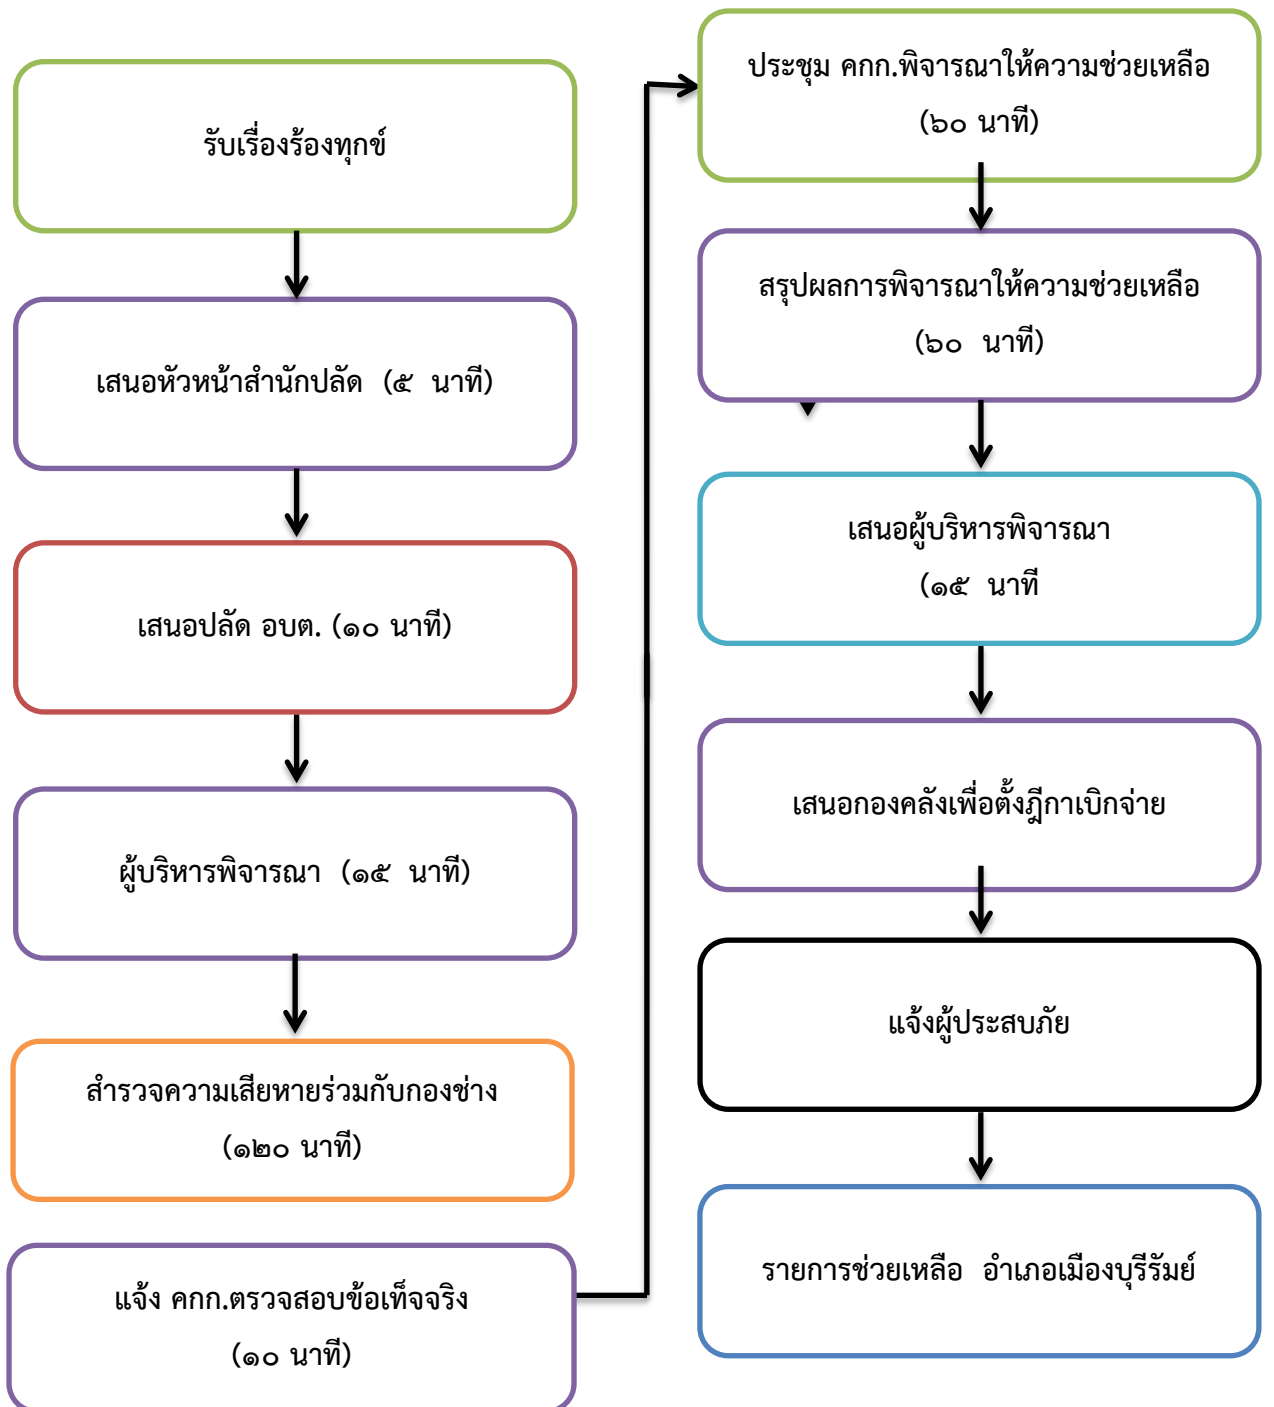 รับเรื่องร้องทุกข์
เสนอหัวหน้าสำนักปลัด (๕ นาที)
เสนอปลัด อบต. (๑๐ นาที)
ผู้บริหารพิจารณา (๑๕ นาที)
สำรวจความเสียหายร่วมกับกองช่าง
(๑๒๐ นาที)
แจ้ง คกก.ตรวจสอบข้อเท็จจริง
(๑๐ นาที)
ประชุม คกก.พิจารณาให้ความช่วยเหลือ
(๖๐ นาที)
สรุปผลการพิจารณาให้ความช่วยเหลือ
(๖๐ นาที)
เสนอผู้บริหารพิจารณา
(๑๕ นาที
เสนอกองคลังเพื่อตั้งฎีกาเบิกจ่าย
แจ้งผู้ประสบภัย
รายการช่วยเหลือ อำเภอเมืองบุรีรัมย์